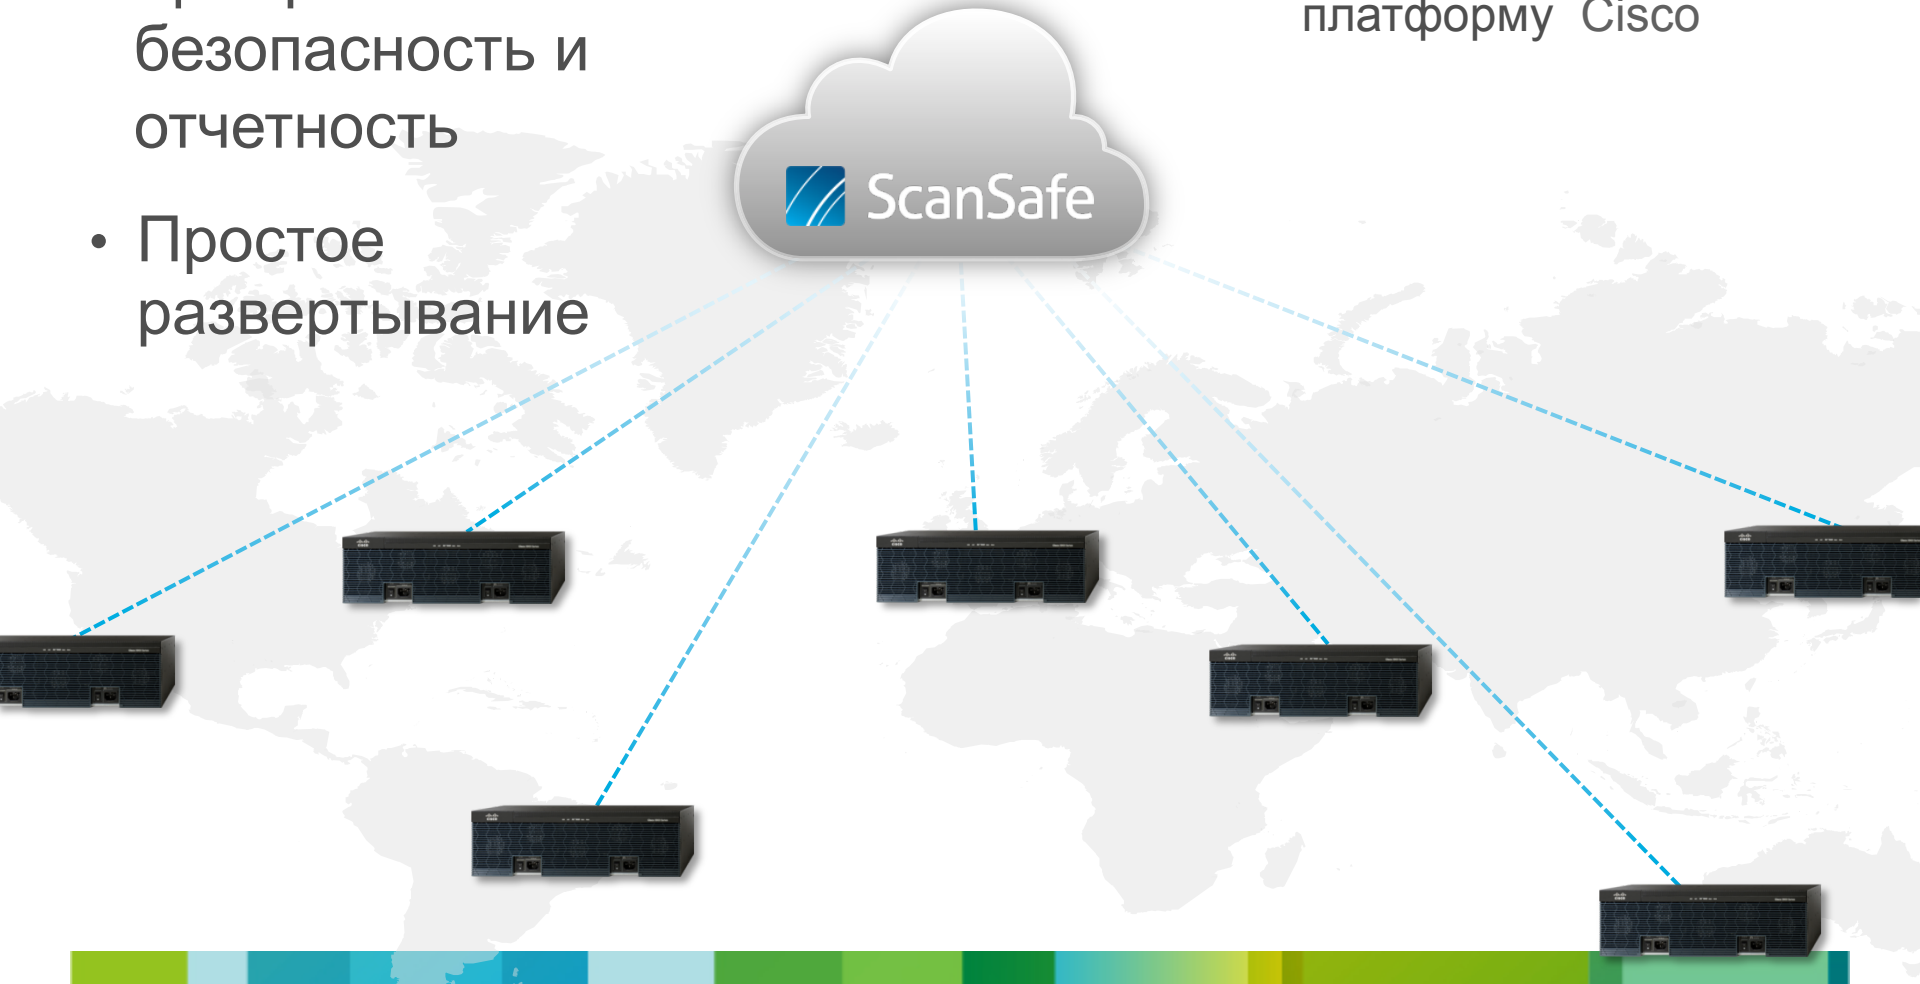 безопасность и
отчетность
• Простое
развертывание
платформу Cisco
ScanSafe